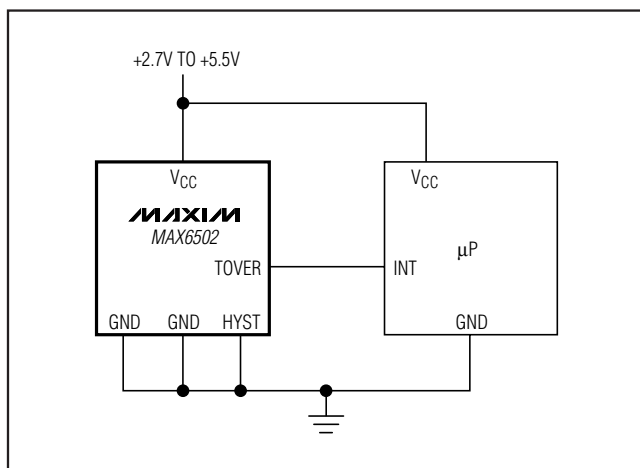 +2.7V TO +5.5V
VCC
VCC
MAXIM
MAX6502
µP
TOVER
INT
GND GND HYST
GND